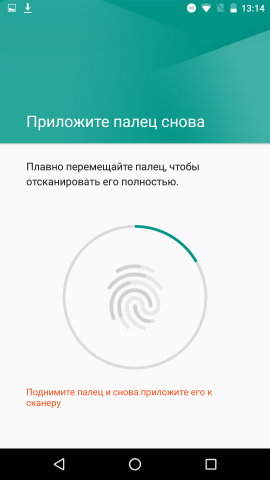 13:14
Приложите палец снова
Плавно перемещайте палец, чтобы
отсканировать его полностью.
Поднимите палец и снова приложите его к
сканеру